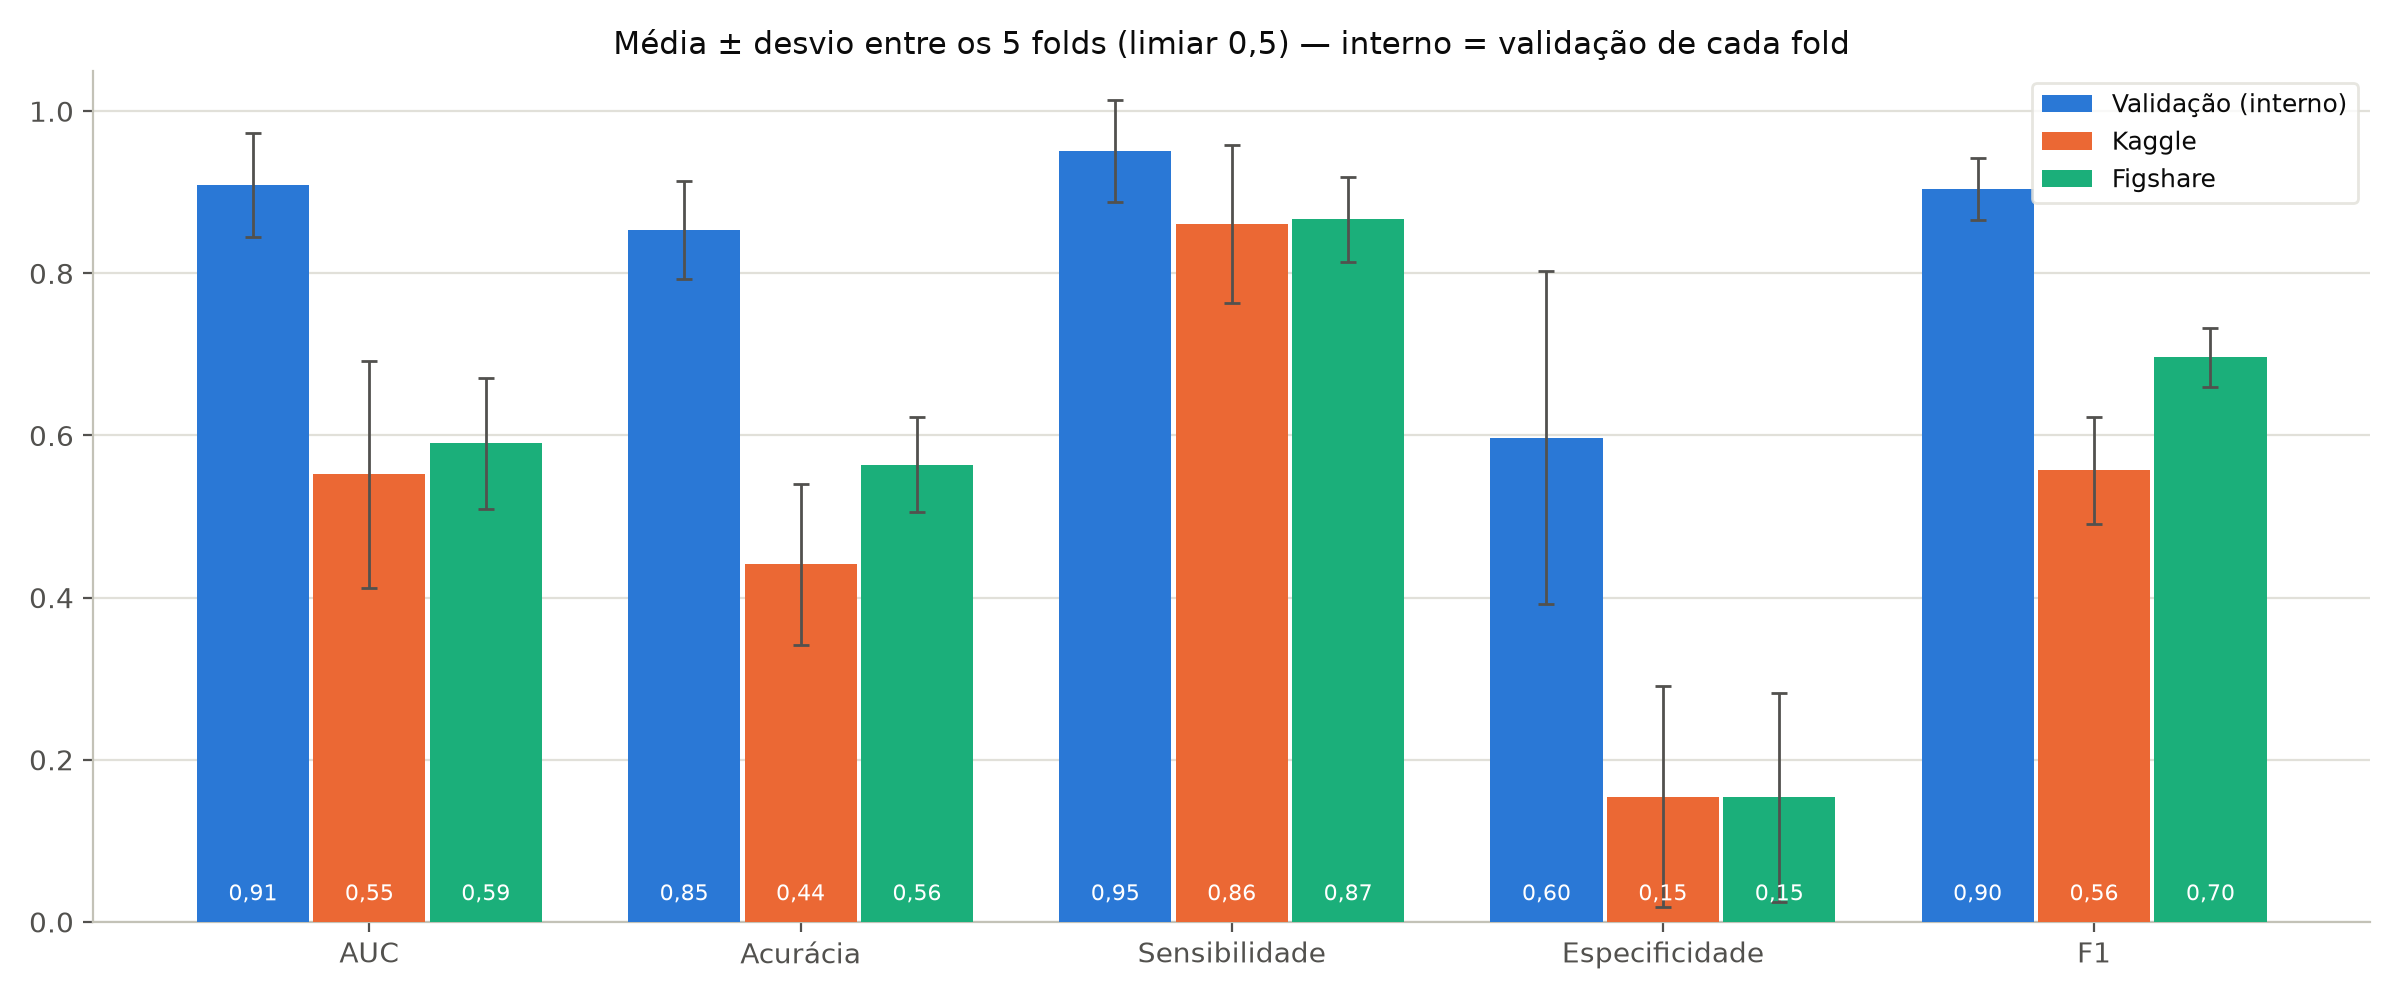 Média ± desvio entre os 5 folds (limiar 0,5) — interno = validação de cada fold
Validação (interno)
Kaggle
Figshare
1.0
0.8
0.6
0.4
0.2
0.0
0,91 0,55 0,59 0,85 0,44 0,56 0,95 0,86 0,87 0,60 0,15 0,15 0,90 0,56 0,70
AUC Acurácia Sensibilidade Especificidade F1